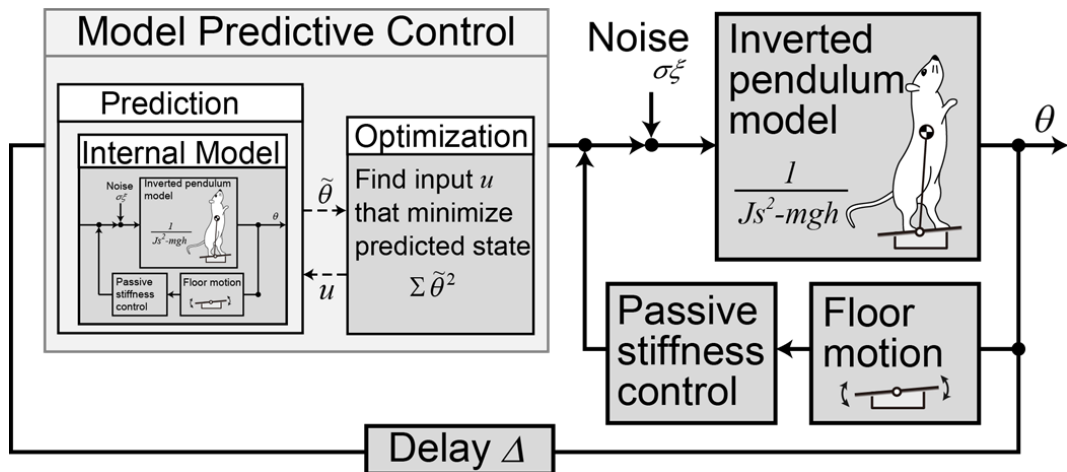 Model Predictive Control
Prediction
Internal Model
Noise
σξ
Inverted pendulum
model
1
Js²-mgh
θ
Passive
stiffness
control
Floor motion
θ̃
u
Optimization
Find input u
that minimize
predicted state
Σ θ̃²
Noise
σξ
Inverted
pendulum
model
1
Js²-mgh
θ
Passive
stiffness
control
Floor
motion
Delay Δ